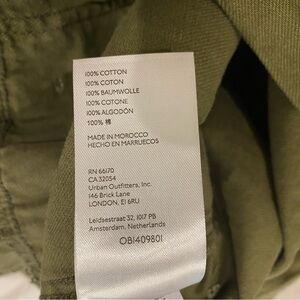 100% COTTON
100% COTON
100% BAUMWOLLE
100% COTONE
100% ALGODÓN
100% 棉
MADE IN MOROCCO
HECHO EN MARRUECOS
RN 66170
CA 32054
Urban Outfitters, Inc.
146 Brick Lane
LONDON, E1 6RU
Leidsestraat 32, 1017 PB
Amsterdam, Netherlands
OB1409801